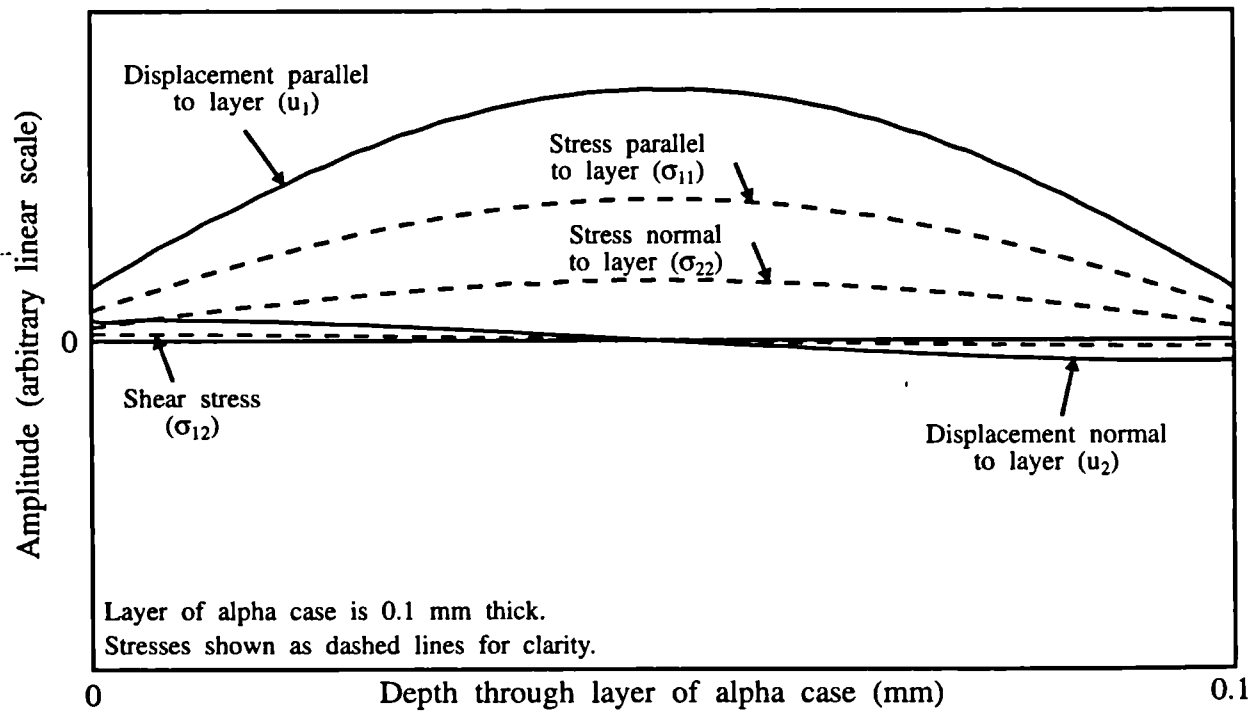 Displacement parallel
to layer (u₁)
Stress parallel
to layer (σ₁₁)
Stress normal
to layer (σ₂₂)
Amplitude (arbitrary linear scale)
0
Shear stress
(σ₁₂)
Displacement normal
to layer (u₂)
Layer of alpha case is 0.1 mm thick.
Stresses shown as dashed lines for clarity.
0
Depth through layer of alpha case (mm)
0.1